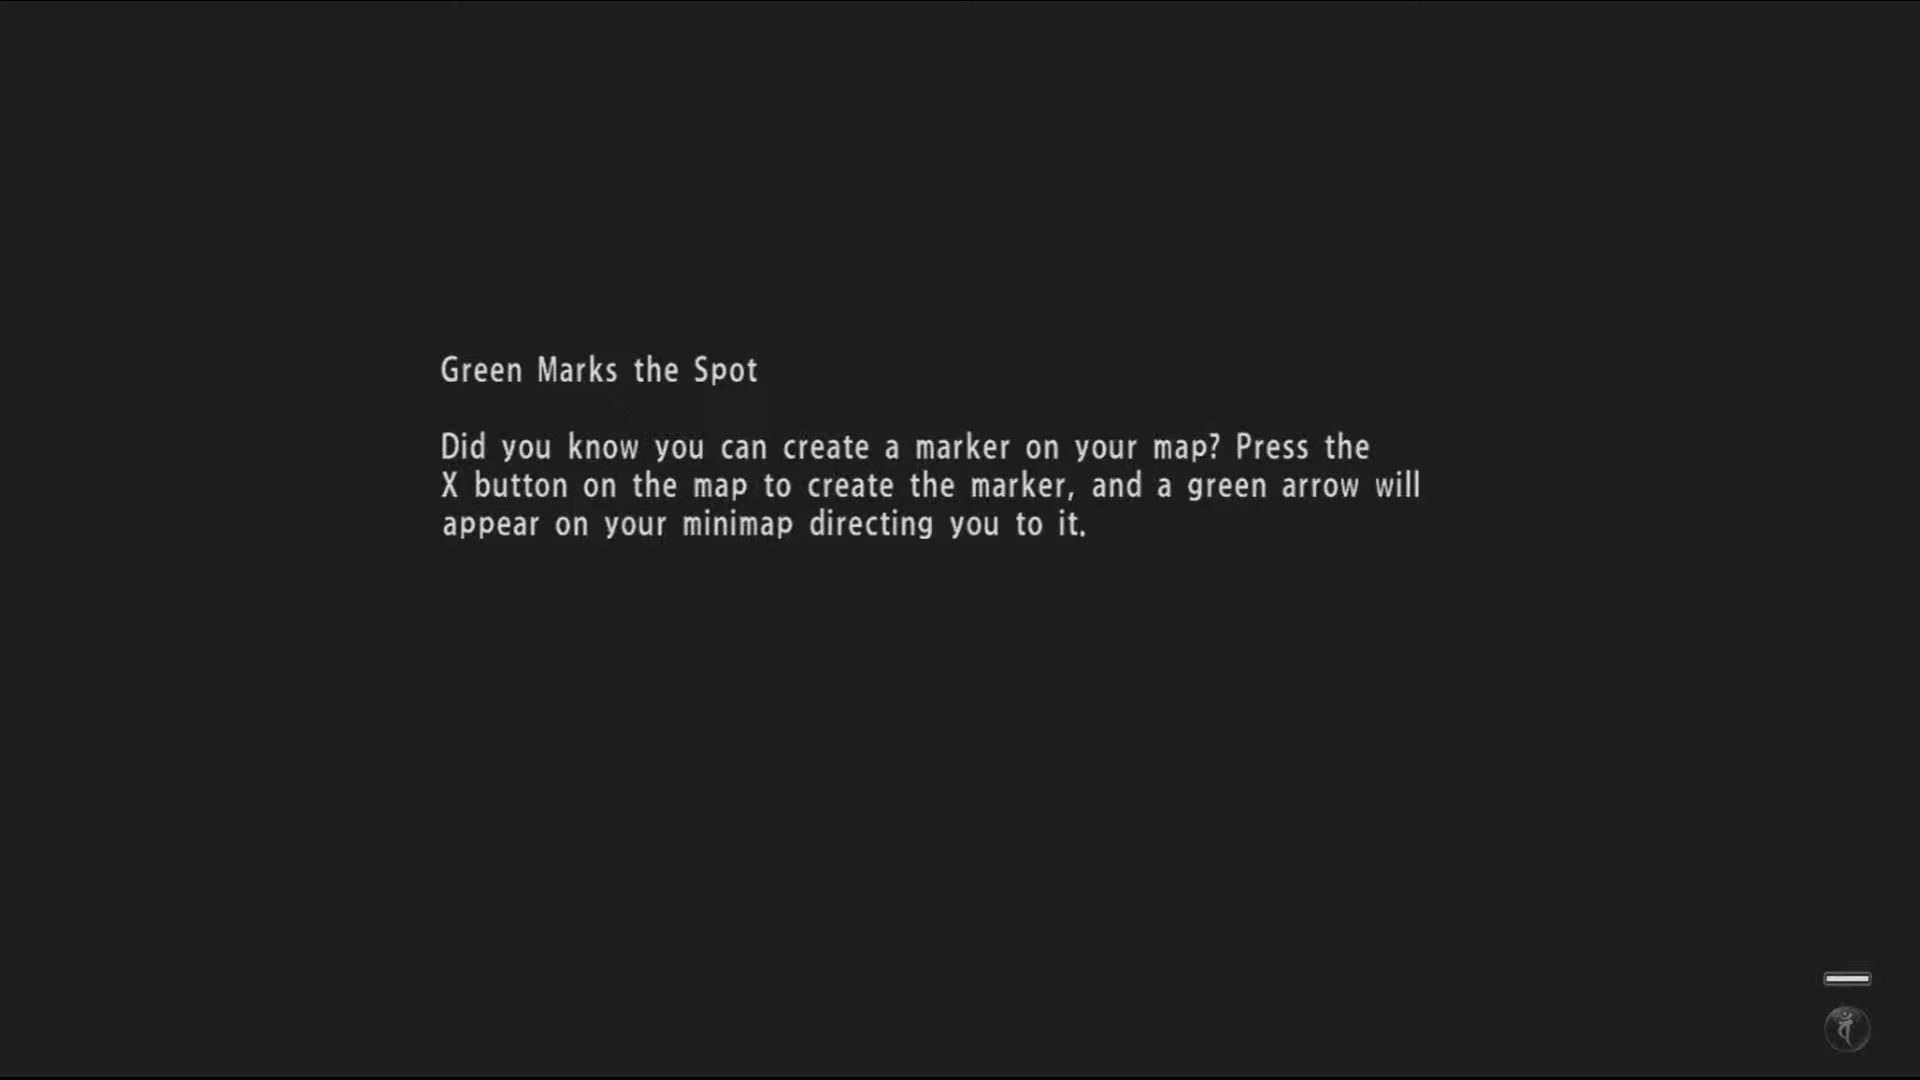 Green Marks the Spot
Did you know you can create a marker on your map? Press the
X button on the map to create the marker, and a green arrow will
appear on your minimap directing you to it.